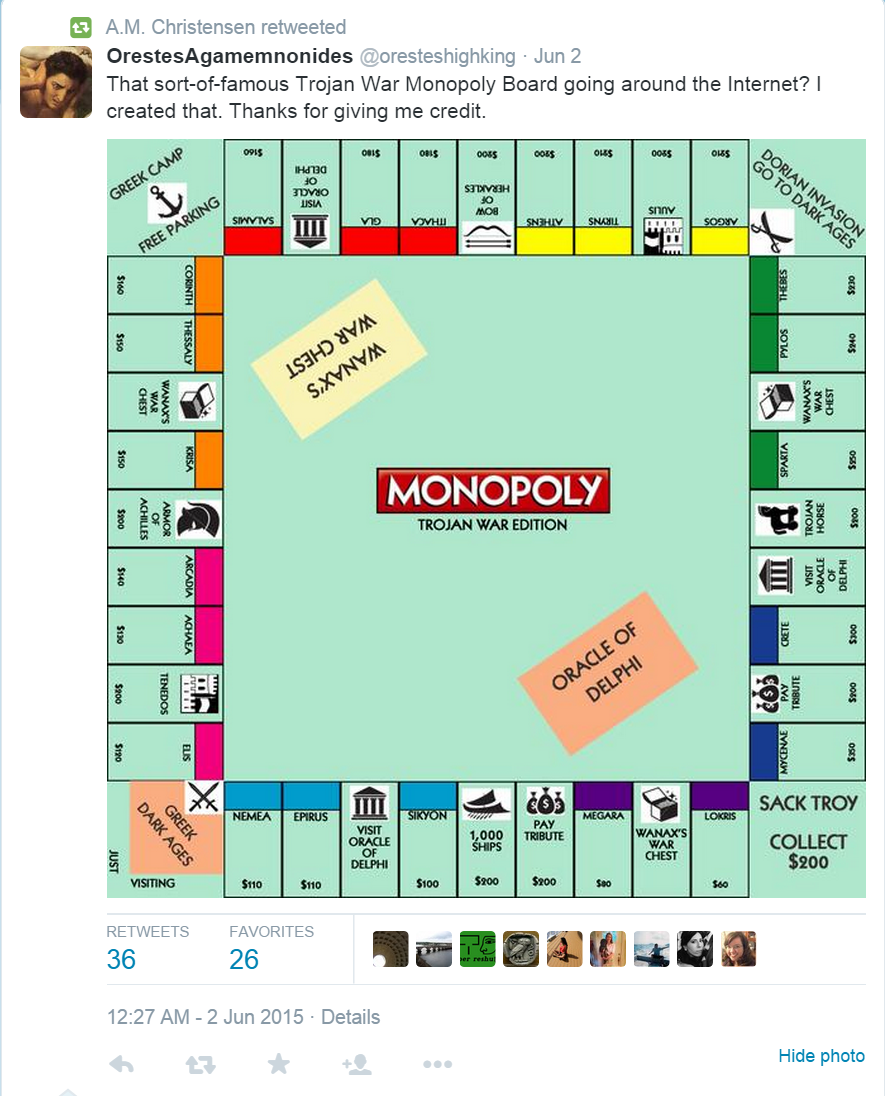 A.M. Christensen retweeted
OrestesAgamemnonides @oresteshighking · Jun 2
That sort-of-famous Trojan War Monopoly Board going around the Internet? I
created that. Thanks for giving me credit.
GREEK CAMP
FREE PARKING
$160
SALAMIS
VISIT
ORACLE
OF
DELPHI
$180
GLA
$180
ITHACA
$200
BOW
OF
HERAKLES
$200
ATHENS
$210
TIRYNS
$200
AULIS
$210
ARGOS
DORIAN INVASION
GO TO DARK AGES
CORINTH
$160
THESSALY
$150
WANAX'S
WAR
CHEST
KRISA
$150
ARMOR
OF
ACHILLES
$200
ARCADIA
$140
ACHAEA
$130
TENEDOS
$200
ELIS
$120
WANAX'S
WAR CHEST
MONOPOLY
TROJAN WAR EDITION
ORACLE OF
DELPHI
THEBES
$230
PYLOS
$240
WANAX'S
WAR
CHEST
SPARTA
$250
TROJAN
HORSE
$200
VISIT
ORACLE
OF
DELPHI
CRETE
$300
PAY
TRIBUTE
$200
MYCENAE
$350
GREEK
DARK AGES
JUST
VISITING
NEMEA
$110
EPIRUS
$110
VISIT
ORACLE
OF
DELPHI
SIKYON
$100
1,000
SHIPS
$200
PAY
TRIBUTE
$200
MEGARA
$80
WANAX'S
WAR
CHEST
LOKRIS
$60
SACK TROY
COLLECT
$200
RETWEETS
36
FAVORITES
26
12:27 AM - 2 Jun 2015 · Details
Hide photo